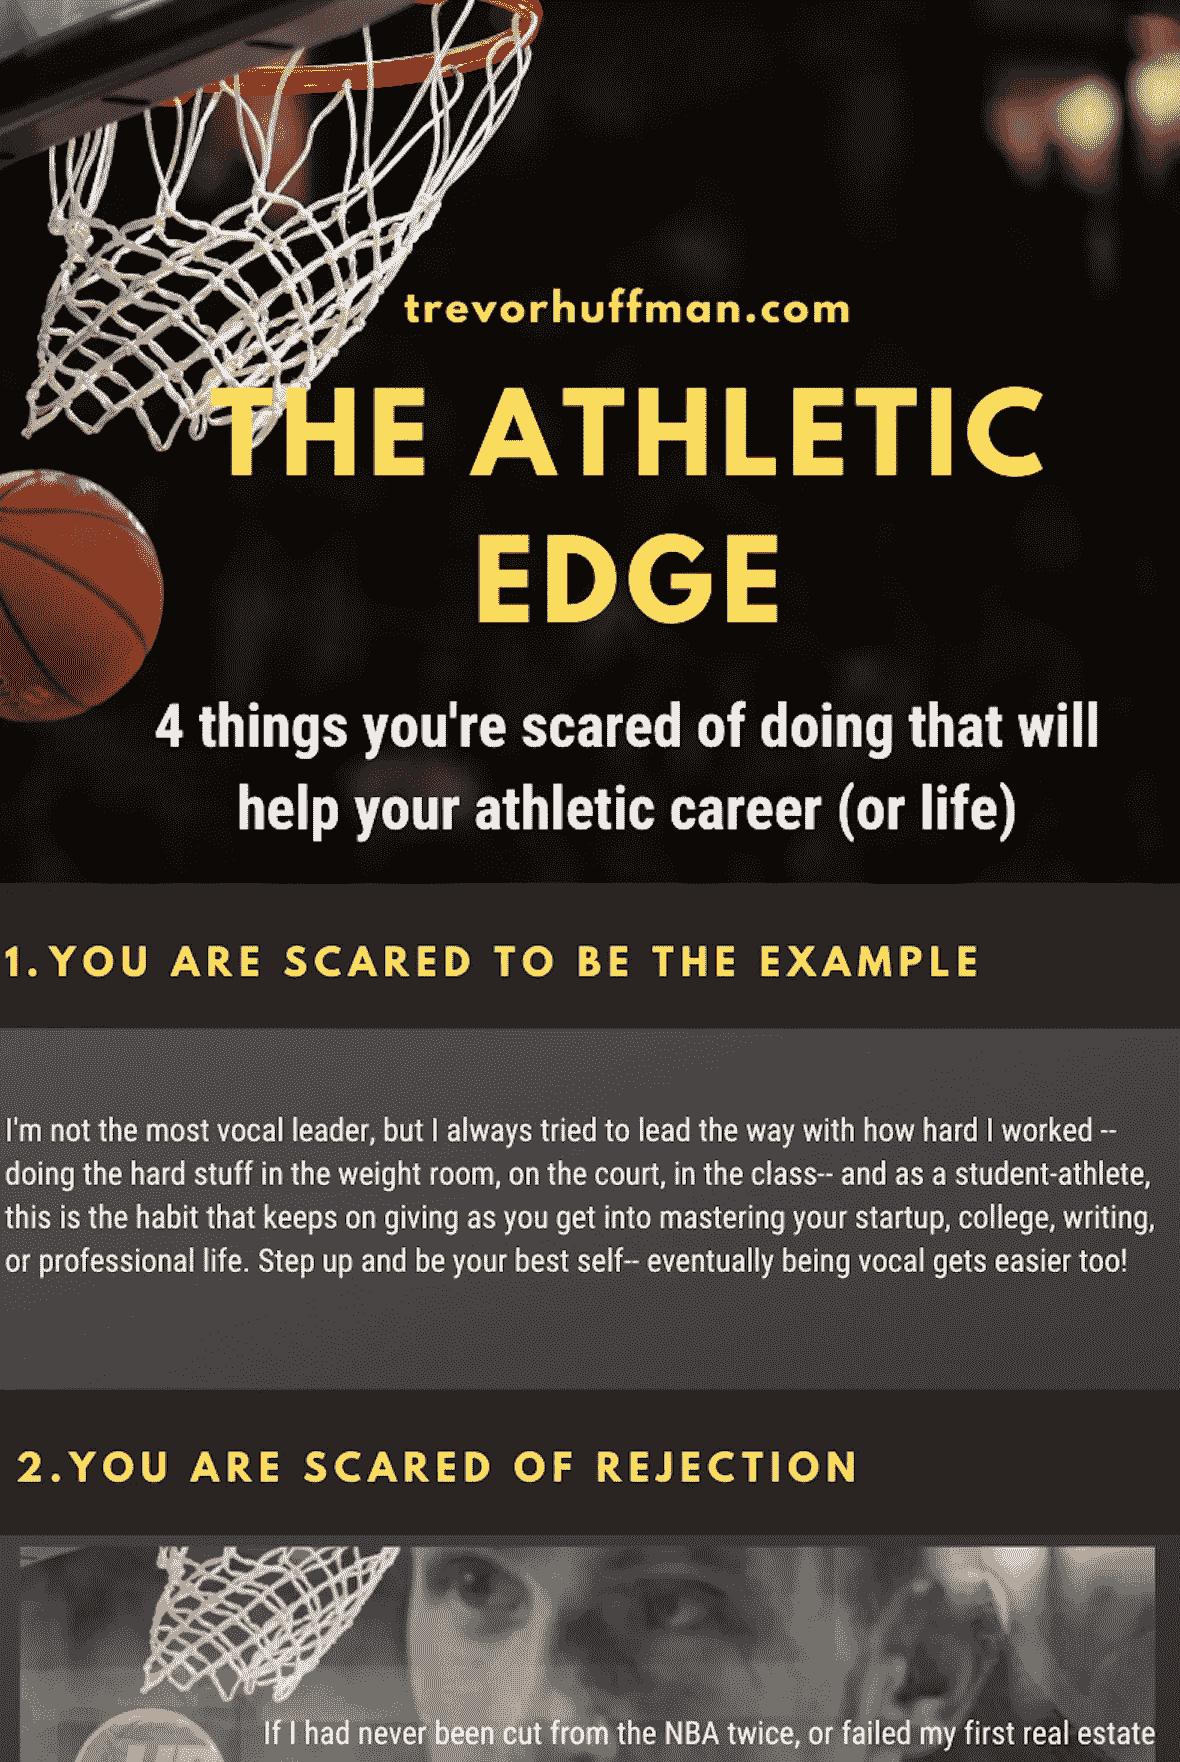 trevorhuffman.com
THE ATHLETIC
EDGE
4 things you're scared of doing that will
help your athletic career (or life)
1. YOU ARE SCARED TO BE THE EXAMPLE
I'm not the most vocal leader, but I always tried to lead the way with how hard I worked --
doing the hard stuff in the weight room, on the court, in the class-- and as a student-athlete,
this is the habit that keeps on giving as you get into mastering your startup, college, writing,
or professional life. Step up and be your best self-- eventually being vocal gets easier too!
2.YOU ARE SCARED OF REJECTION
If I had never been cut from the NBA twice, or failed my first real estate